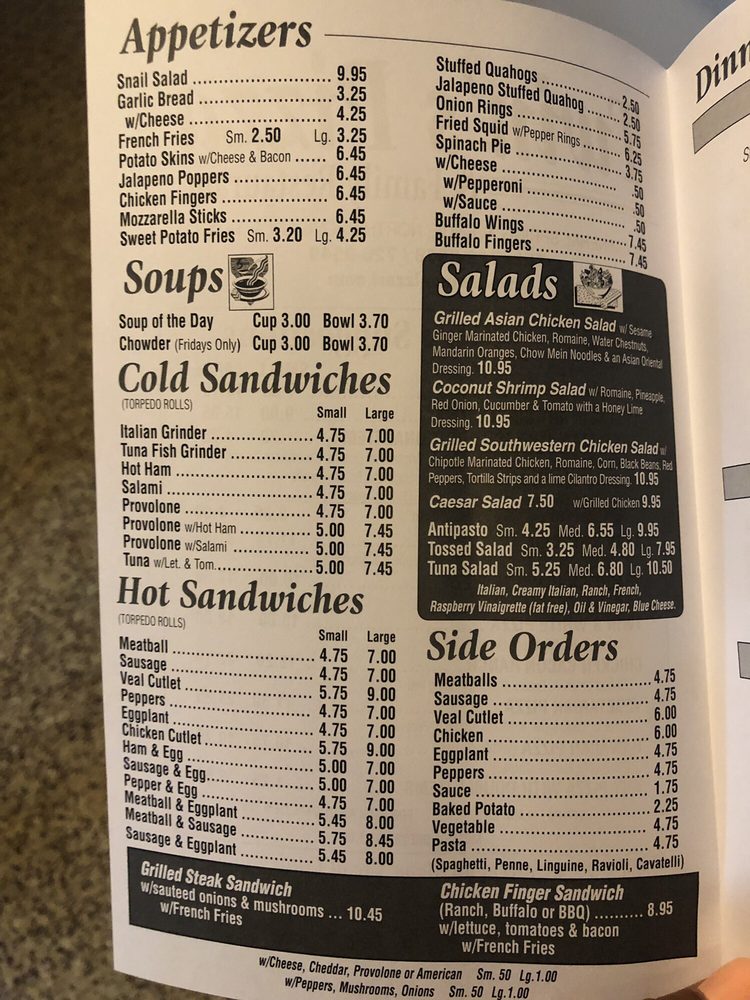 Appetizers
Snail Salad 9.95
Garlic Bread 3.25
w/Cheese 4.25
French Fries Sm. 2.50 Lg. 3.25
Potato Skins w/Cheese & Bacon 6.45
Jalapeno Poppers 6.45
Chicken Fingers 6.45
Mozzarella Sticks 6.45
Sweet Potato Fries Sm. 3.20 Lg. 4.25
Stuffed Quahogs 2.50
Jalapeno Stuffed Quahog 2.50
Onion Rings 5.75
Fried Squid w/Pepper Rings 6.25
Spinach Pie 3.75
w/Cheese .50
w/Pepperoni .50
w/Sauce .50
Buffalo Wings 7.45
Buffalo Fingers 7.45
Soups
Soup of the Day Cup 3.00 Bowl 3.70
Chowder (Fridays Only) Cup 3.00 Bowl 3.70
Cold Sandwiches
(TORPEDO ROLLS)
Small Large
Italian Grinder 4.75 7.00
Tuna Fish Grinder 4.75 7.00
Hot Ham 4.75 7.00
Salami 4.75 7.00
Provolone 4.75 7.00
Provolone w/Hot Ham 5.00 7.45
Provolone w/Salami 5.00 7.45
Tuna w/Let. & Tom. 5.00 7.45
Hot Sandwiches
(TORPEDO ROLLS)
Small Large
Meatball 4.75 7.00
Sausage 4.75 7.00
Veal Cutlet 5.75 9.00
Peppers 4.75 7.00
Eggplant 4.75 7.00
Chicken Cutlet 5.75 9.00
Ham & Egg 5.00 7.00
Sausage & Egg 5.00 7.00
Pepper & Egg 4.75 7.00
Meatball & Eggplant 5.45 8.00
Meatball & Sausage 5.75 8.45
Sausage & Eggplant 5.45 8.00
Salads
Grilled Asian Chicken Salad w/ Sesame
Ginger Marinated Chicken, Romaine, Water Chestnuts,
Mandarin Oranges, Chow Mein Noodles & an Asian Oriental
Dressing. 10.95
Coconut Shrimp Salad w/ Romaine, Pineapple,
Red Onion, Cucumber & Tomato with a Honey Lime
Dressing. 10.95
Grilled Southwestern Chicken Salad w/
Chipotle Marinated Chicken, Romaine, Corn, Black Beans, Red
Peppers, Tortilla Strips and a lime Cilantro Dressing. 10.95
Caesar Salad 7.50 w/Grilled Chicken 9.95
Antipasto Sm. 4.25 Med. 6.55 Lg. 9.95
Tossed Salad Sm. 3.25 Med. 4.80 Lg. 7.95
Tuna Salad Sm. 5.25 Med. 6.80 Lg. 10.50
Italian, Creamy Italian, Ranch, French,
Raspberry Vinaigrette (fat free), Oil & Vinegar, Blue Cheese.
Side Orders
Meatballs 4.75
Sausage 4.75
Veal Cutlet 6.00
Chicken 6.00
Eggplant 4.75
Peppers 4.75
Sauce 1.75
Baked Potato 2.25
Vegetable 4.75
Pasta 4.75
(Spaghetti, Penne, Linguine, Ravioli, Cavatelli)
Grilled Steak Sandwich
w/sauteed onions & mushrooms ... 10.45
w/French Fries
Chicken Finger Sandwich
(Ranch, Buffalo or BBQ) 8.95
w/lettuce, tomatoes & bacon
w/French Fries
w/Cheese, Cheddar, Provolone or American Sm. 50 Lg.1.00
w/Peppers, Mushrooms, Onions Sm. 50 Lg.1.00